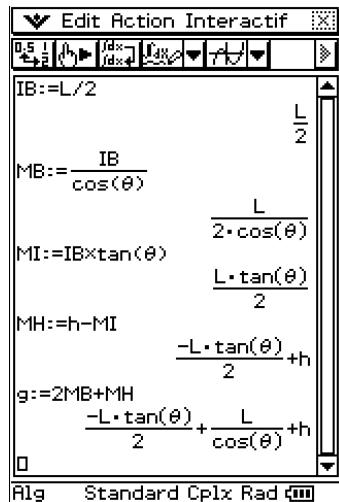 Edit Action Interactif
IB:=L/2
L/2
MB:=IB/cos(θ)
L/(2·cos(θ))
MI:=IB×tan(θ)
L·tan(θ)/2
MH:=h-MI
-L·tan(θ)/2+h
g:=2MB+MH
-L·tan(θ)/2+L/cos(θ)+h
Alg Standard Cplx Rad